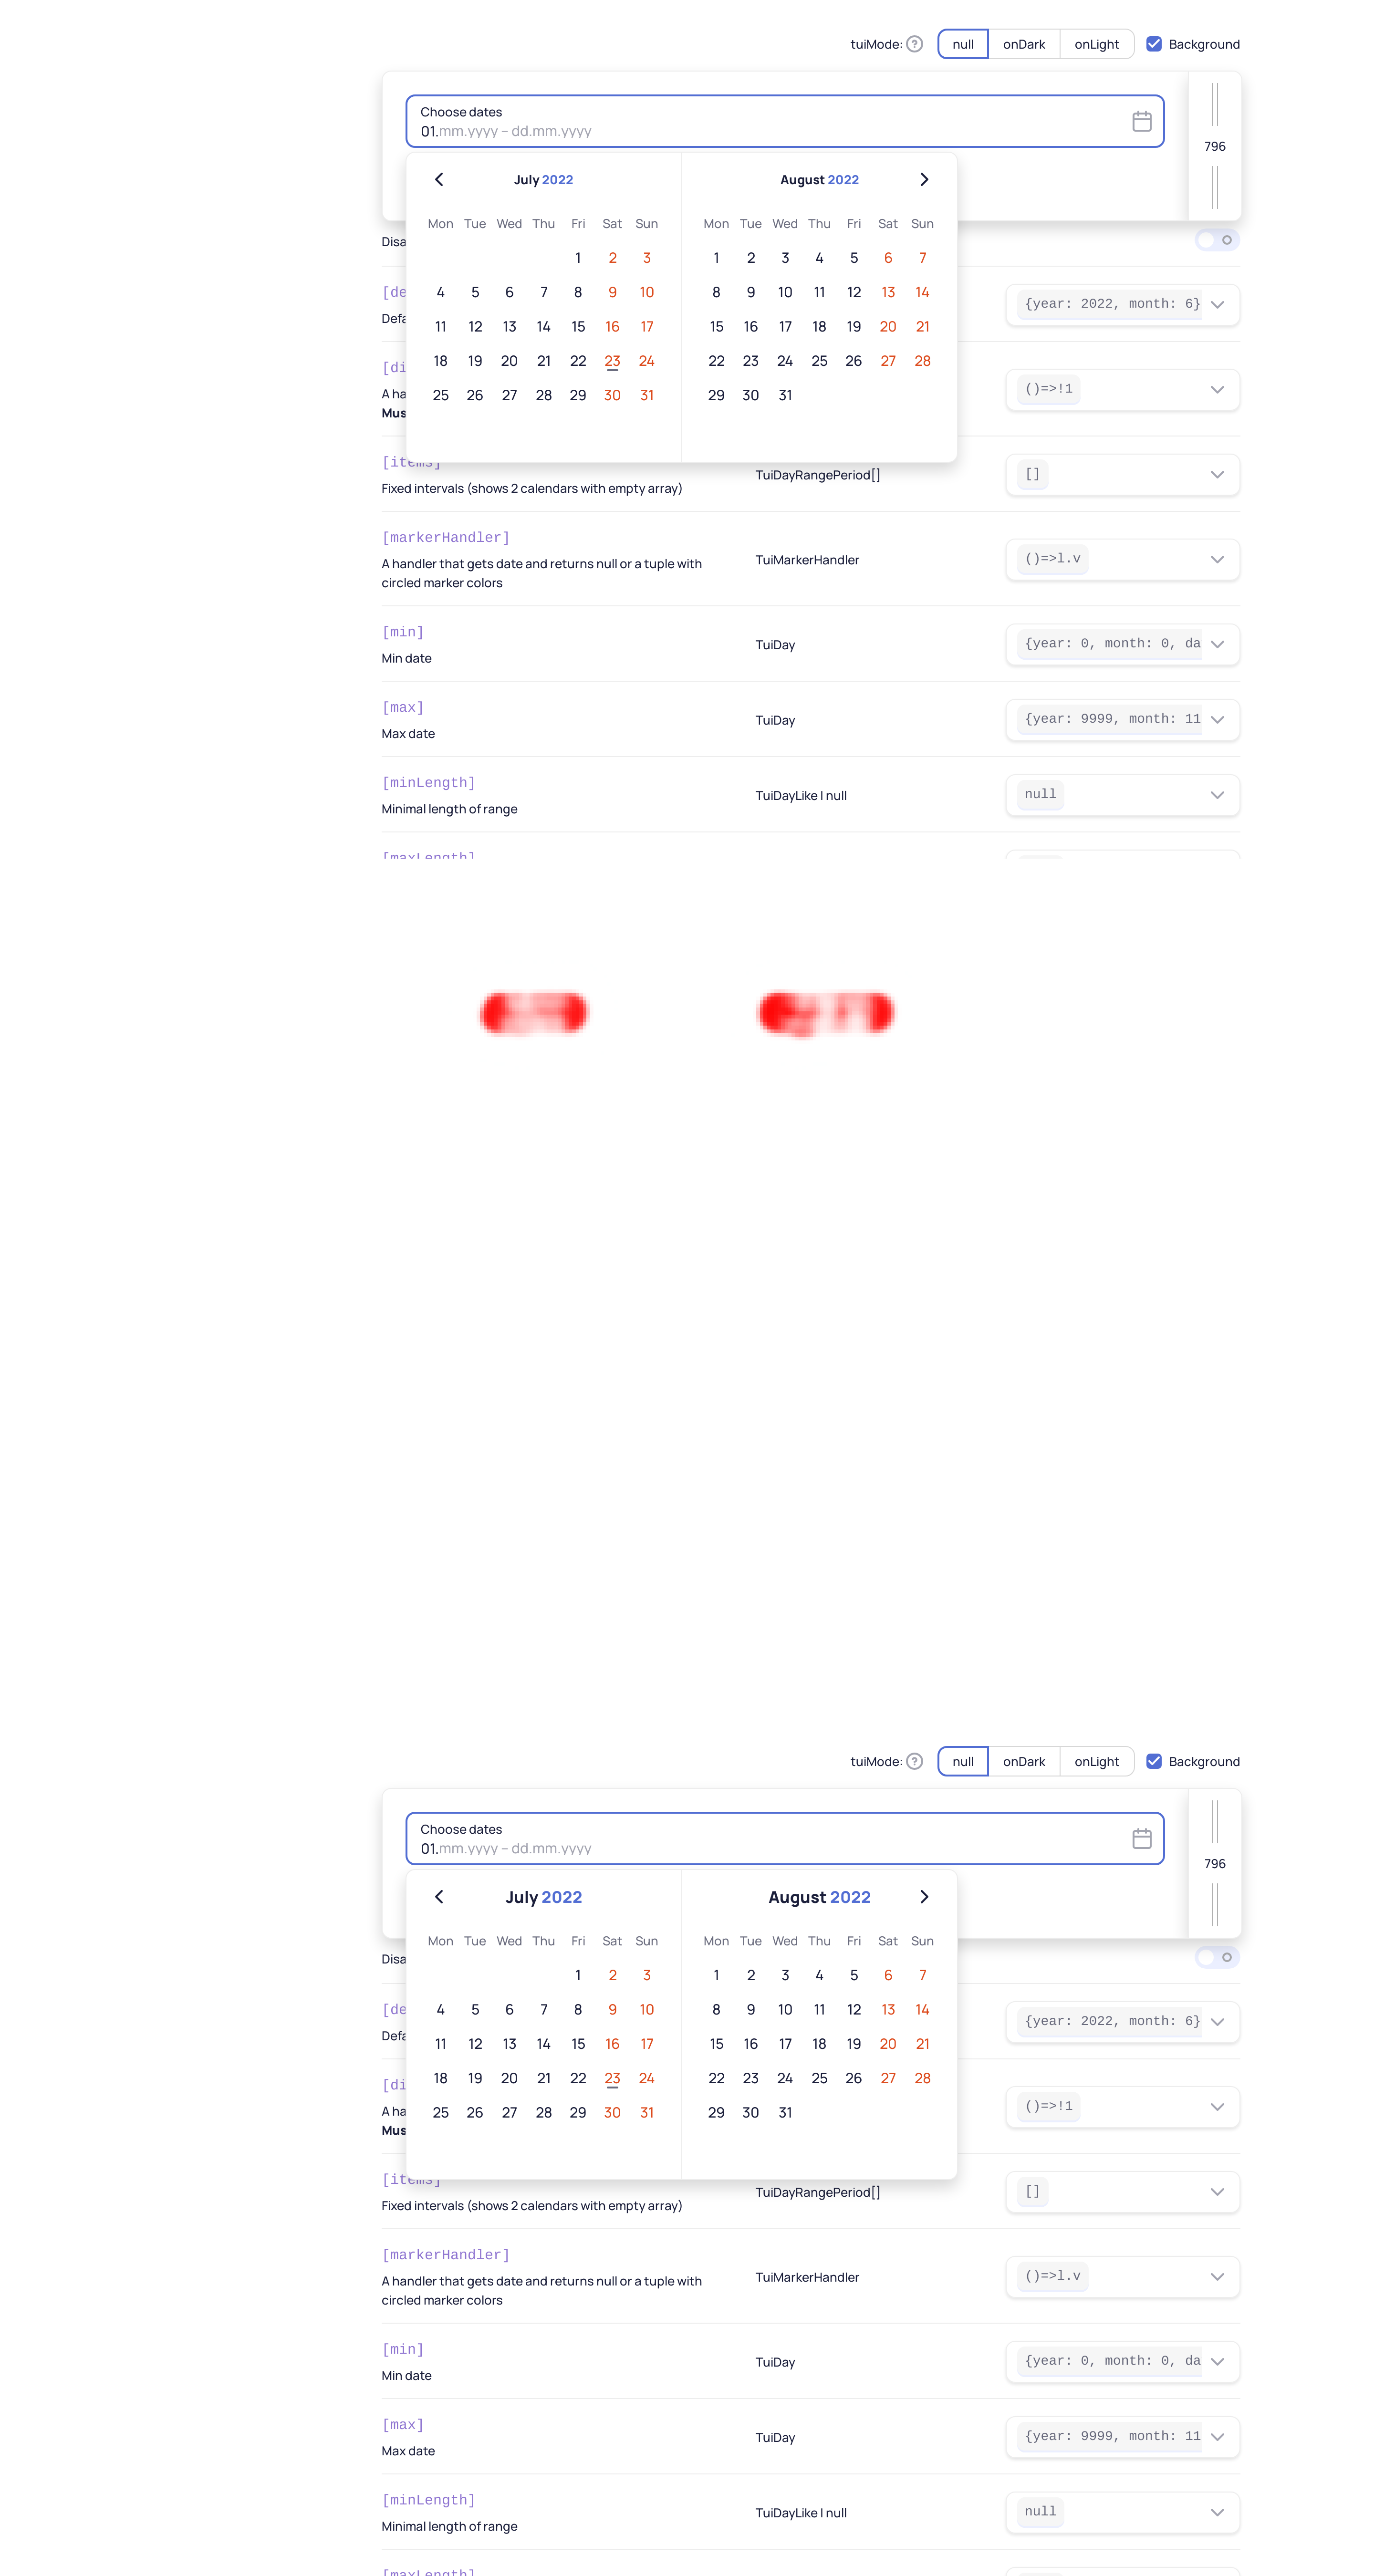 tuiMode: ? null onDark onLight Background
Choose dates
01.mm.yyyy – dd.mm.yyyy
796
July 2022 August 2022
Mon Tue Wed Thu Fri Sat Sun Mon Tue Wed Thu Fri Sat Sun
1 2 3 1 2 3 4 5 6 7
Disa
4 5 6 7 8 9 10 8 9 10 11 12 13 14
[de {year: 2022, month: 6}
Defa
11 12 13 14 15 16 17 15 16 17 18 19 20 21
18 19 20 21 22 23 24 22 23 24 25 26 27 28
[di
A ha ()=>!1
25 26 27 28 29 30 31 29 30 31
Mus
[items]
TuiDayRangePeriod[] []
Fixed intervals (shows 2 calendars with empty array)
[markerHandler]
A handler that gets date and returns null or a tuple with
TuiMarkerHandler ()=>l.v
circled marker colors
[min]
TuiDay {year: 0, month: 0, da
Min date
[max]
TuiDay {year: 9999, month: 11
Max date
[minLength]
TuiDayLike | null null
Minimal length of range
[maxLength]
tuiMode: ? null onDark onLight Background
Choose dates
01.mm.yyyy – dd.mm.yyyy
796
July 2022 August 2022
Mon Tue Wed Thu Fri Sat Sun Mon Tue Wed Thu Fri Sat Sun
Disa
1 2 3 1 2 3 4 5 6 7
4 5 6 7 8 9 10 8 9 10 11 12 13 14
[de {year: 2022, month: 6}
Defa
11 12 13 14 15 16 17 15 16 17 18 19 20 21
18 19 20 21 22 23 24 22 23 24 25 26 27 28
[di
A ha ()=>!1
25 26 27 28 29 30 31 29 30 31
Mus
[items]
TuiDayRangePeriod[] []
Fixed intervals (shows 2 calendars with empty array)
[markerHandler]
A handler that gets date and returns null or a tuple with
TuiMarkerHandler ()=>l.v
circled marker colors
[min]
TuiDay {year: 0, month: 0, da
Min date
[max]
TuiDay {year: 9999, month: 11
Max date
[minLength]
TuiDayLike | null null
Minimal length of range
[maxLength]